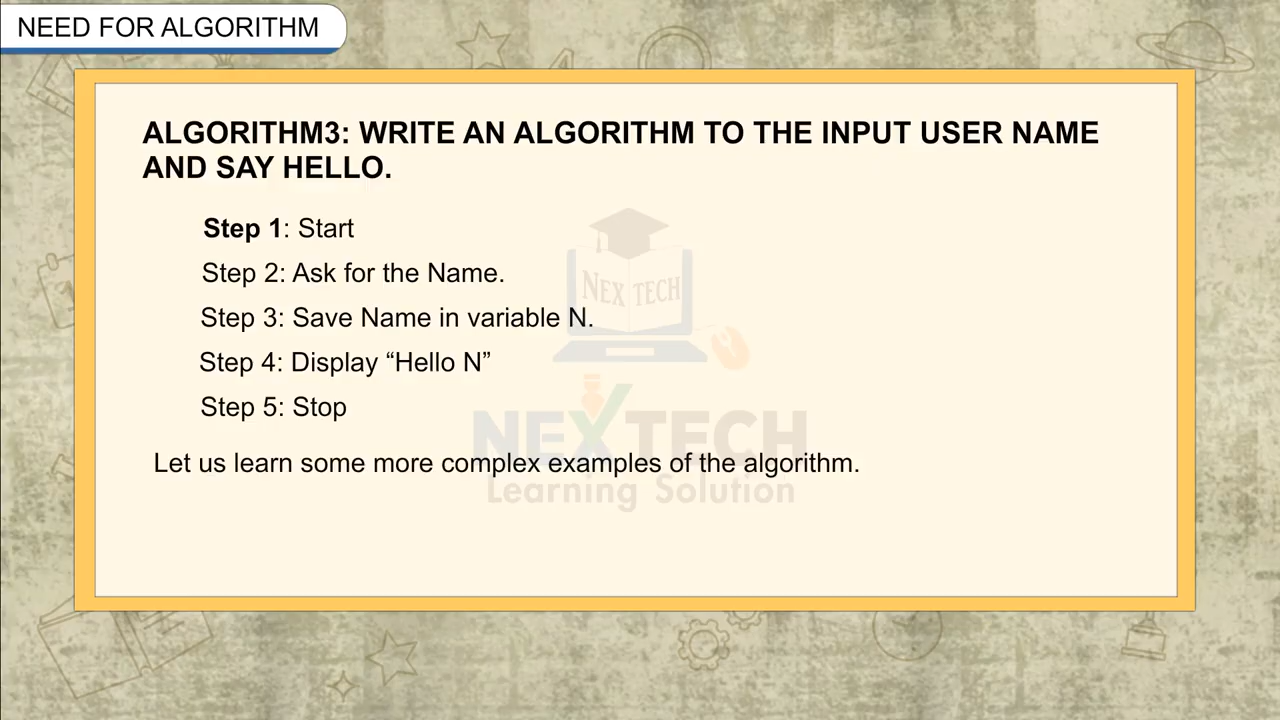 NEED FOR ALGORITHM
ALGORITHM3: WRITE AN ALGORITHM TO THE INPUT USER NAME
AND SAY HELLO.
Step 1: Start
Step 2: Ask for the Name.
Step 3: Save Name in variable N.
Step 4: Display “Hello N”
Step 5: Stop
Let us learn some more complex examples of the algorithm.
NEX TECH
NEXTECH
Learning Solution